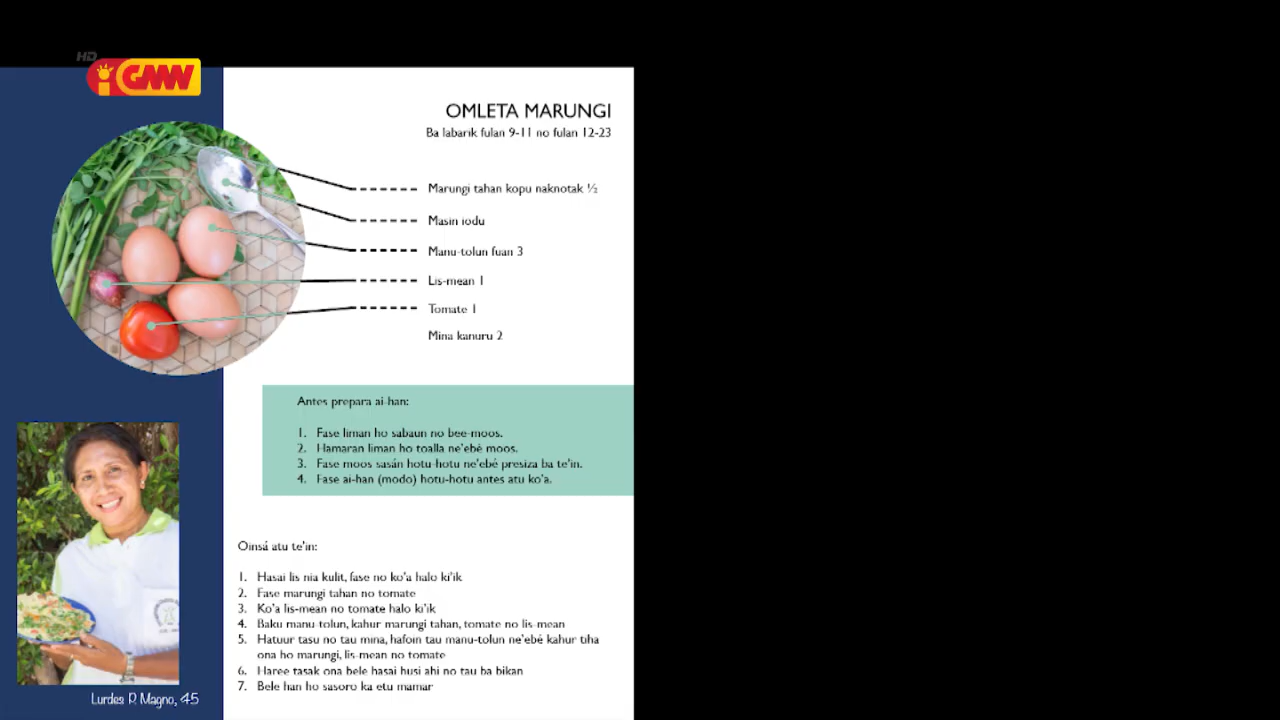 HD
GMN
OMLETA MARUNGI
Ba labarik fulan 9-11 no fulan 12-23
Marungi tahan kopu naknotak ½
Masin iodu
Manu-tolun fuan 3
Lis-mean 1
Tomate 1
Mina kanuru 2
Antes prepara ai-han:
1. Fase liman ho sabaun no bee-moos.
2. Hamaran liman ho toalla ne'ebé moos.
3. Fase moos sasán hotu-hotu ne'ebé presiza ba te'in.
4. Fase ai-han (modo) hotu-hotu antes atu ko'a.
Oinsá atu te'in:
1. Hasai lis nia kulit, fase no ko'a halo ki'ik
2. Fase marungi tahan no tomate
3. Ko'a lis-mean no tomate halo ki'ik
4. Baku manu-tolun, kahur marungi tahan, tomate no lis-mean
5. Hatuur tasu no tau mina, hafoin tau manu-tolun ne'ebé kahur tiha
ona ho marungi, lis-mean no tomate
6. Haree tasak ona bele hasai husi ahi no tau ba bikan
7. Bele han ho sasoro ka etu mamar
Lurdes P. Magno, 45